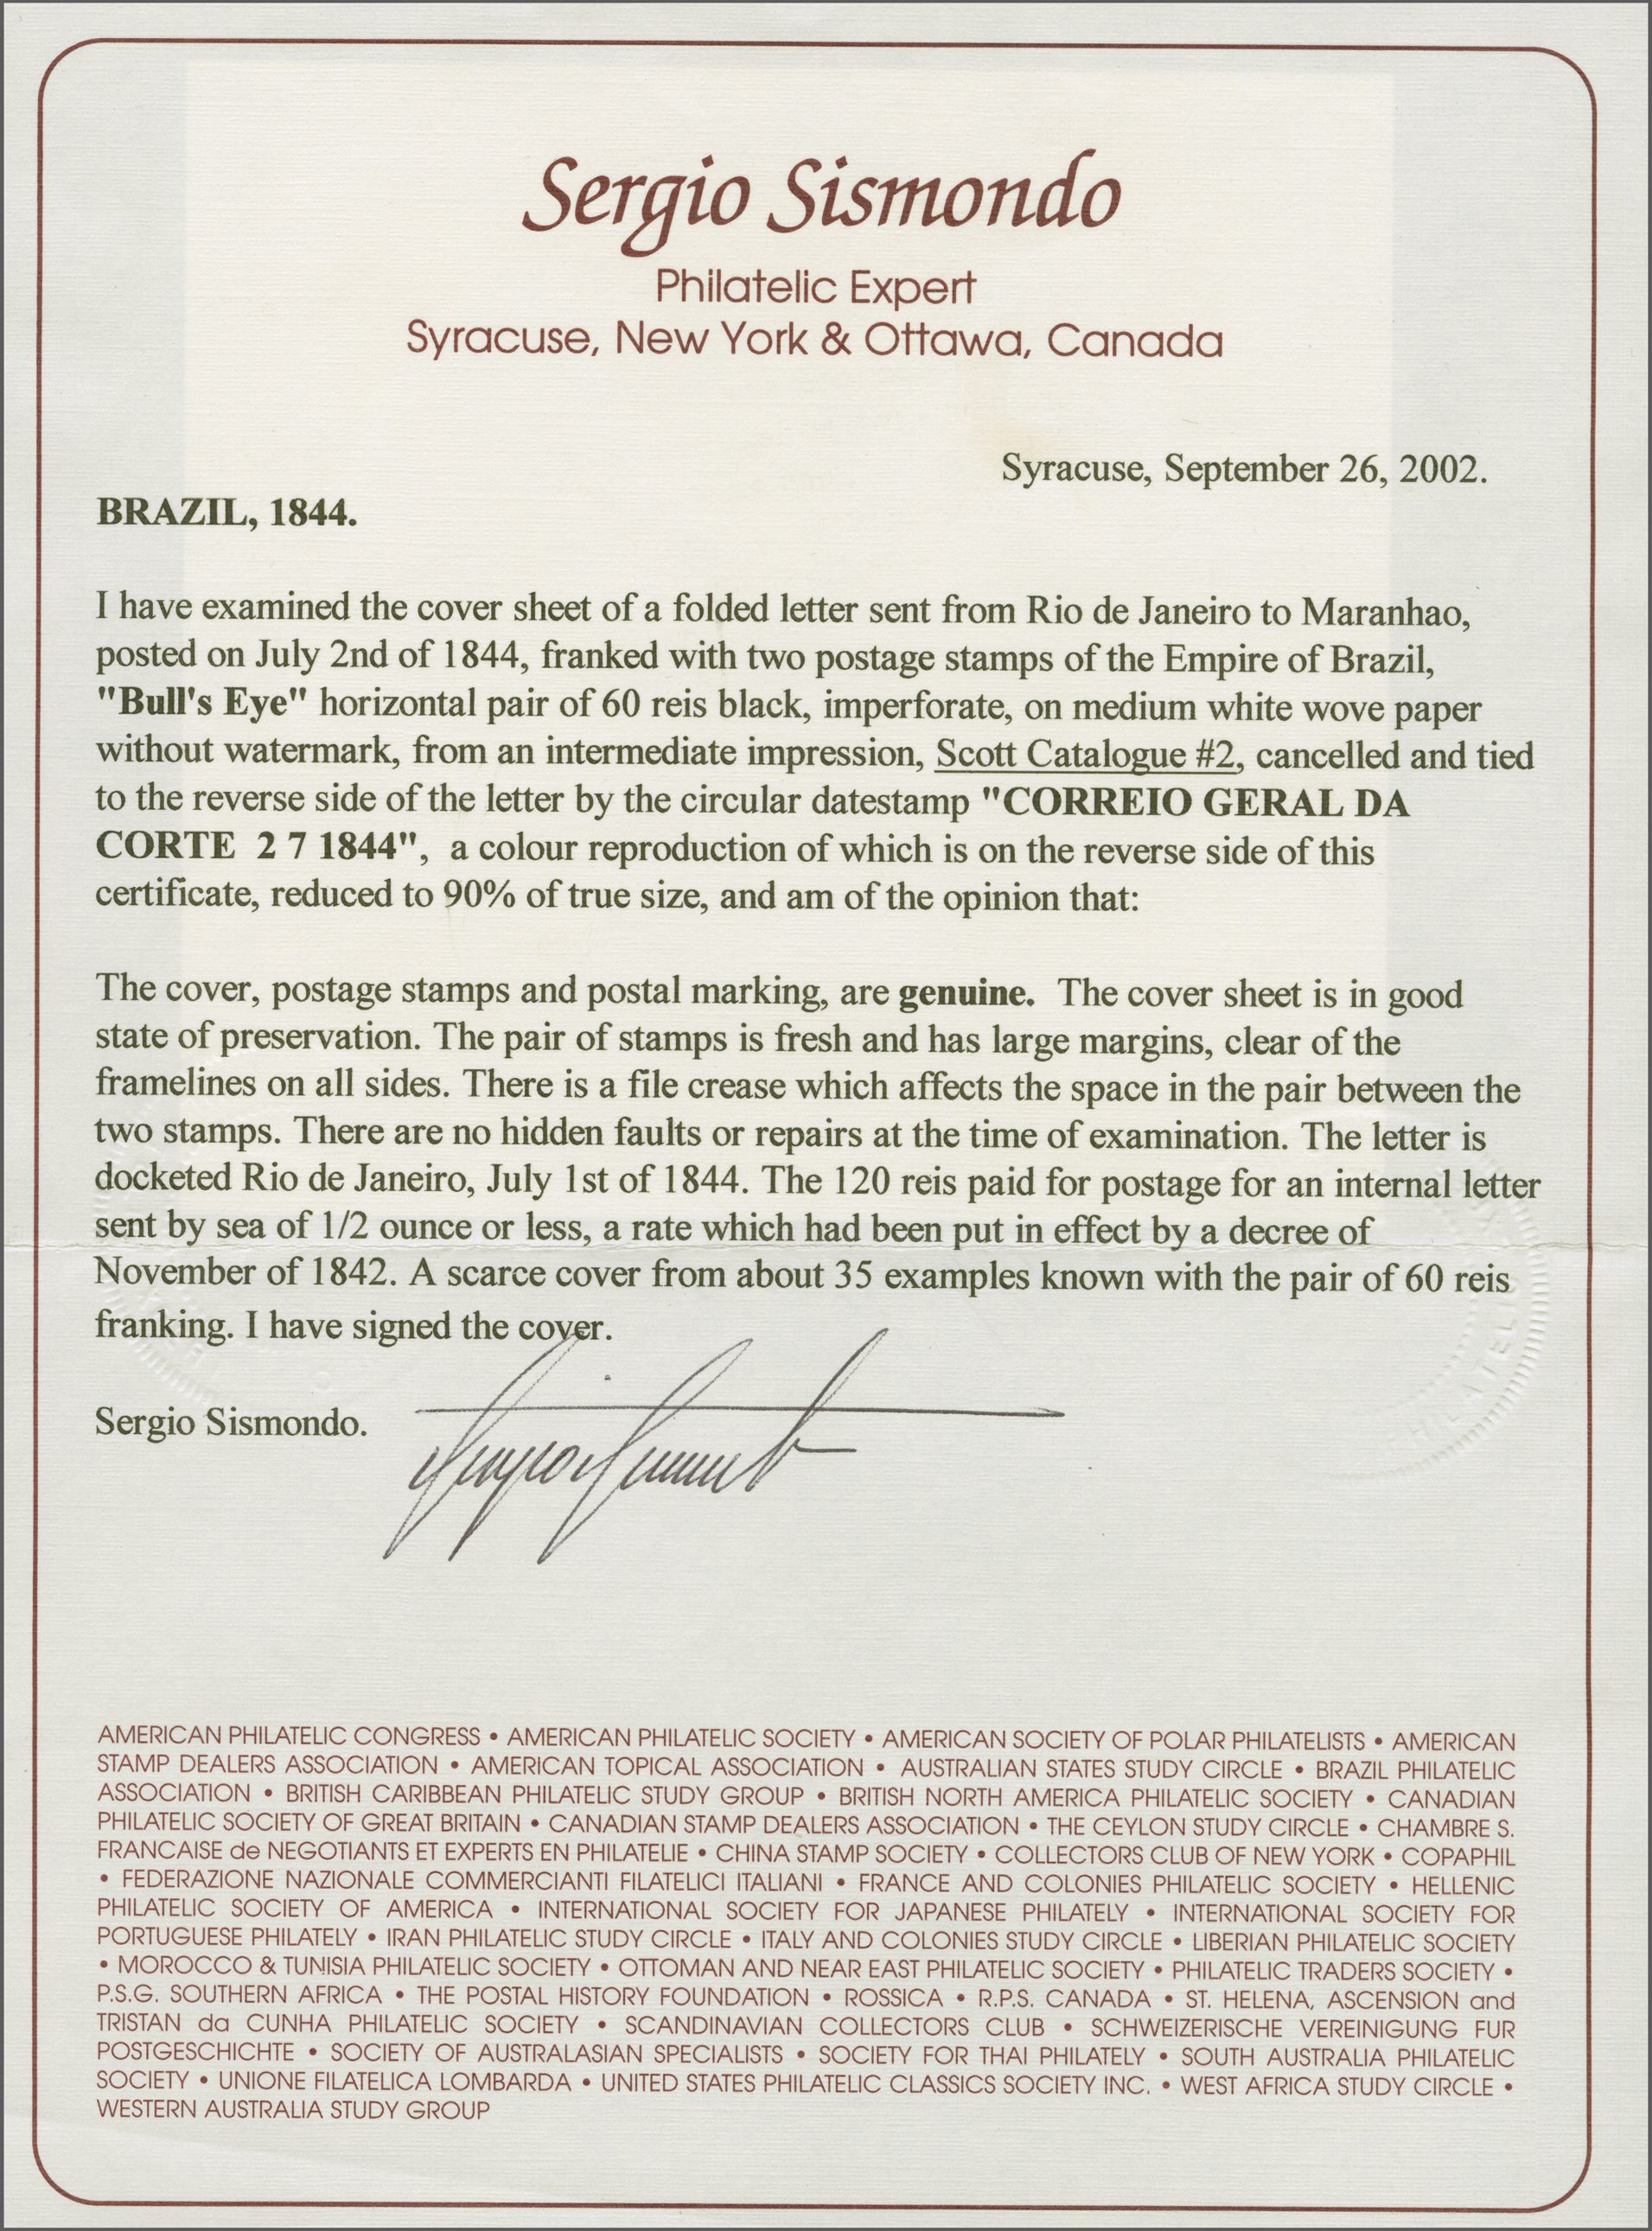 Sergio Sismondo
Philatelic Expert
Syracuse, New York & Ottawa, Canada
Syracuse, September 26, 2002.
BRAZIL, 1844.
I have examined the cover sheet of a folded letter sent from Rio de Janeiro to Maranhao,
posted on July 2nd of 1844, franked with two postage stamps of the Empire of Brazil,
"Bull's Eye" horizontal pair of 60 reis black, imperforate, on medium white wove paper
without watermark, from an intermediate impression, Scott Catalogue #2, cancelled and tied
to the reverse side of the letter by the circular datestamp "CORREIO GERAL DA
CORTE 2 7 1844", a colour reproduction of which is on the reverse side of this
certificate, reduced to 90% of true size, and am of the opinion that:
The cover, postage stamps and postal marking, are genuine. The cover sheet is in good
state of preservation. The pair of stamps is fresh and has large margins, clear of the
framelines on all sides. There is a file crease which affects the space in the pair between the
two stamps. There are no hidden faults or repairs at the time of examination. The letter is
docketed Rio de Janeiro, July 1st of 1844. The 120 reis paid for postage for an internal letter
sent by sea of 1/2 ounce or less, a rate which had been put in effect by a decree of
November of 1842. A scarce cover from about 35 examples known with the pair of 60 reis
franking. I have signed the cover.
Sergio Sismondo.
AMERICAN PHILATELIC CONGRESS • AMERICAN PHILATELIC SOCIETY • AMERICAN SOCIETY OF POLAR PHILATELISTS • AMERICAN
STAMP DEALERS ASSOCIATION • AMERICAN TOPICAL ASSOCIATION • AUSTRALIAN STATES STUDY CIRCLE • BRAZIL PHILATELIC
ASSOCIATION • BRITISH CARIBBEAN PHILATELIC STUDY GROUP • BRITISH NORTH AMERICA PHILATELIC SOCIETY • CANADIAN
PHILATELIC SOCIETY OF GREAT BRITAIN • CANADIAN STAMP DEALERS ASSOCIATION • THE CEYLON STUDY CIRCLE • CHAMBRE S.
FRANCAISE de NEGOTIANTS ET EXPERTS EN PHILATELIE • CHINA STAMP SOCIETY • COLLECTORS CLUB OF NEW YORK • COPAPHIL
• FEDERAZIONE NAZIONALE COMMERCIANTI FILATELICI ITALIANI • FRANCE AND COLONIES PHILATELIC SOCIETY • HELLENIC
PHILATELIC SOCIETY OF AMERICA • INTERNATIONAL SOCIETY FOR JAPANESE PHILATELY • INTERNATIONAL SOCIETY FOR
PORTUGUESE PHILATELY • IRAN PHILATELIC STUDY CIRCLE • ITALY AND COLONIES STUDY CIRCLE • LIBERIAN PHILATELIC SOCIETY
• MOROCCO & TUNISIA PHILATELIC SOCIETY • OTTOMAN AND NEAR EAST PHILATELIC SOCIETY • PHILATELIC TRADERS SOCIETY •
P.S.G. SOUTHERN AFRICA • THE POSTAL HISTORY FOUNDATION • ROSSICA • R.P.S. CANADA • ST. HELENA, ASCENSION and
TRISTAN da CUNHA PHILATELIC SOCIETY • SCANDINAVIAN COLLECTORS CLUB • SCHWEIZERISCHE VEREINIGUNG FUR
POSTGESCHICHTE • SOCIETY OF AUSTRALASIAN SPECIALISTS • SOCIETY FOR THAI PHILATELY • SOUTH AUSTRALIA PHILATELIC
SOCIETY • UNIONE FILATELICA LOMBARDA • UNITED STATES PHILATELIC CLASSICS SOCIETY INC. • WEST AFRICA STUDY CIRCLE •
WESTERN AUSTRALIA STUDY GROUP